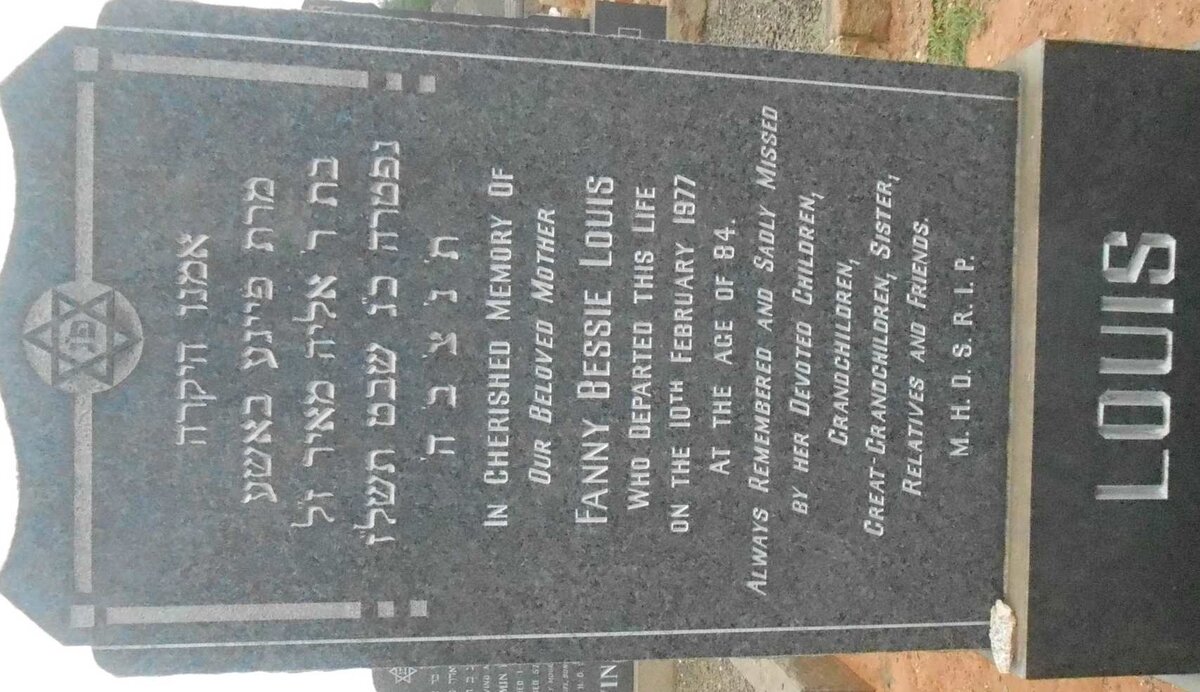 פנ
אמנו היקרה
מרת פייגע באשע
בת ר' אליה מאיר ז"ל
נפטרה כ"ג שבט תשל"ז
ת' נ' צ' ב' ה'
IN CHERISHED MEMORY OF
OUR BELOVED MOTHER
FANNY BESSIE LOUIS
WHO DEPARTED THIS LIFE
ON THE 10TH FEBRUARY 1977
AT THE AGE OF 84.
ALWAYS REMEMBERED AND SADLY MISSED
BY HER DEVOTED CHILDREN,
GRANDCHILDREN,
GREAT-GRANDCHILDREN, SISTER,
RELATIVES AND FRIENDS.
M.H.D.S.R.I.P.
LOUIS